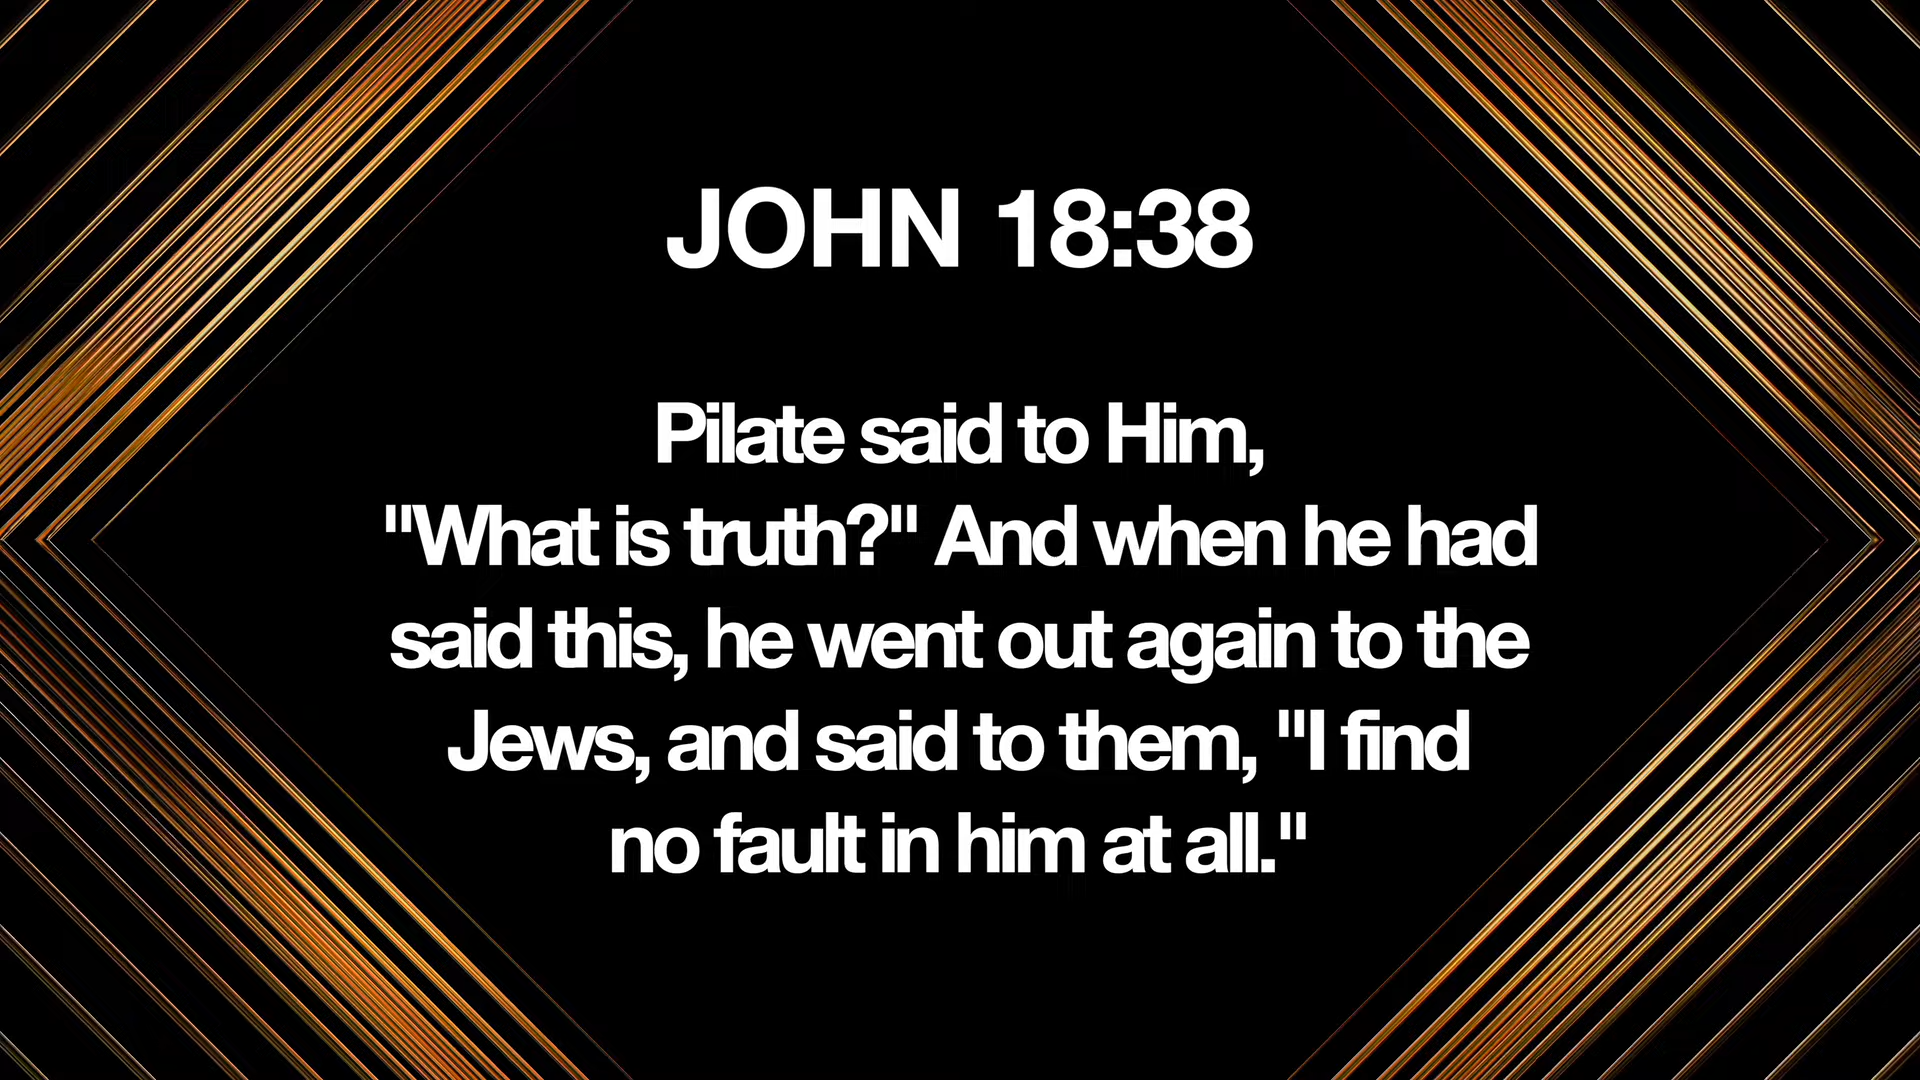 JOHN 18:38
Pilate said to Him,
"What is truth?" And when he had
said this, he went out again to the
Jews, and said to them, "I find
no fault in him at all."